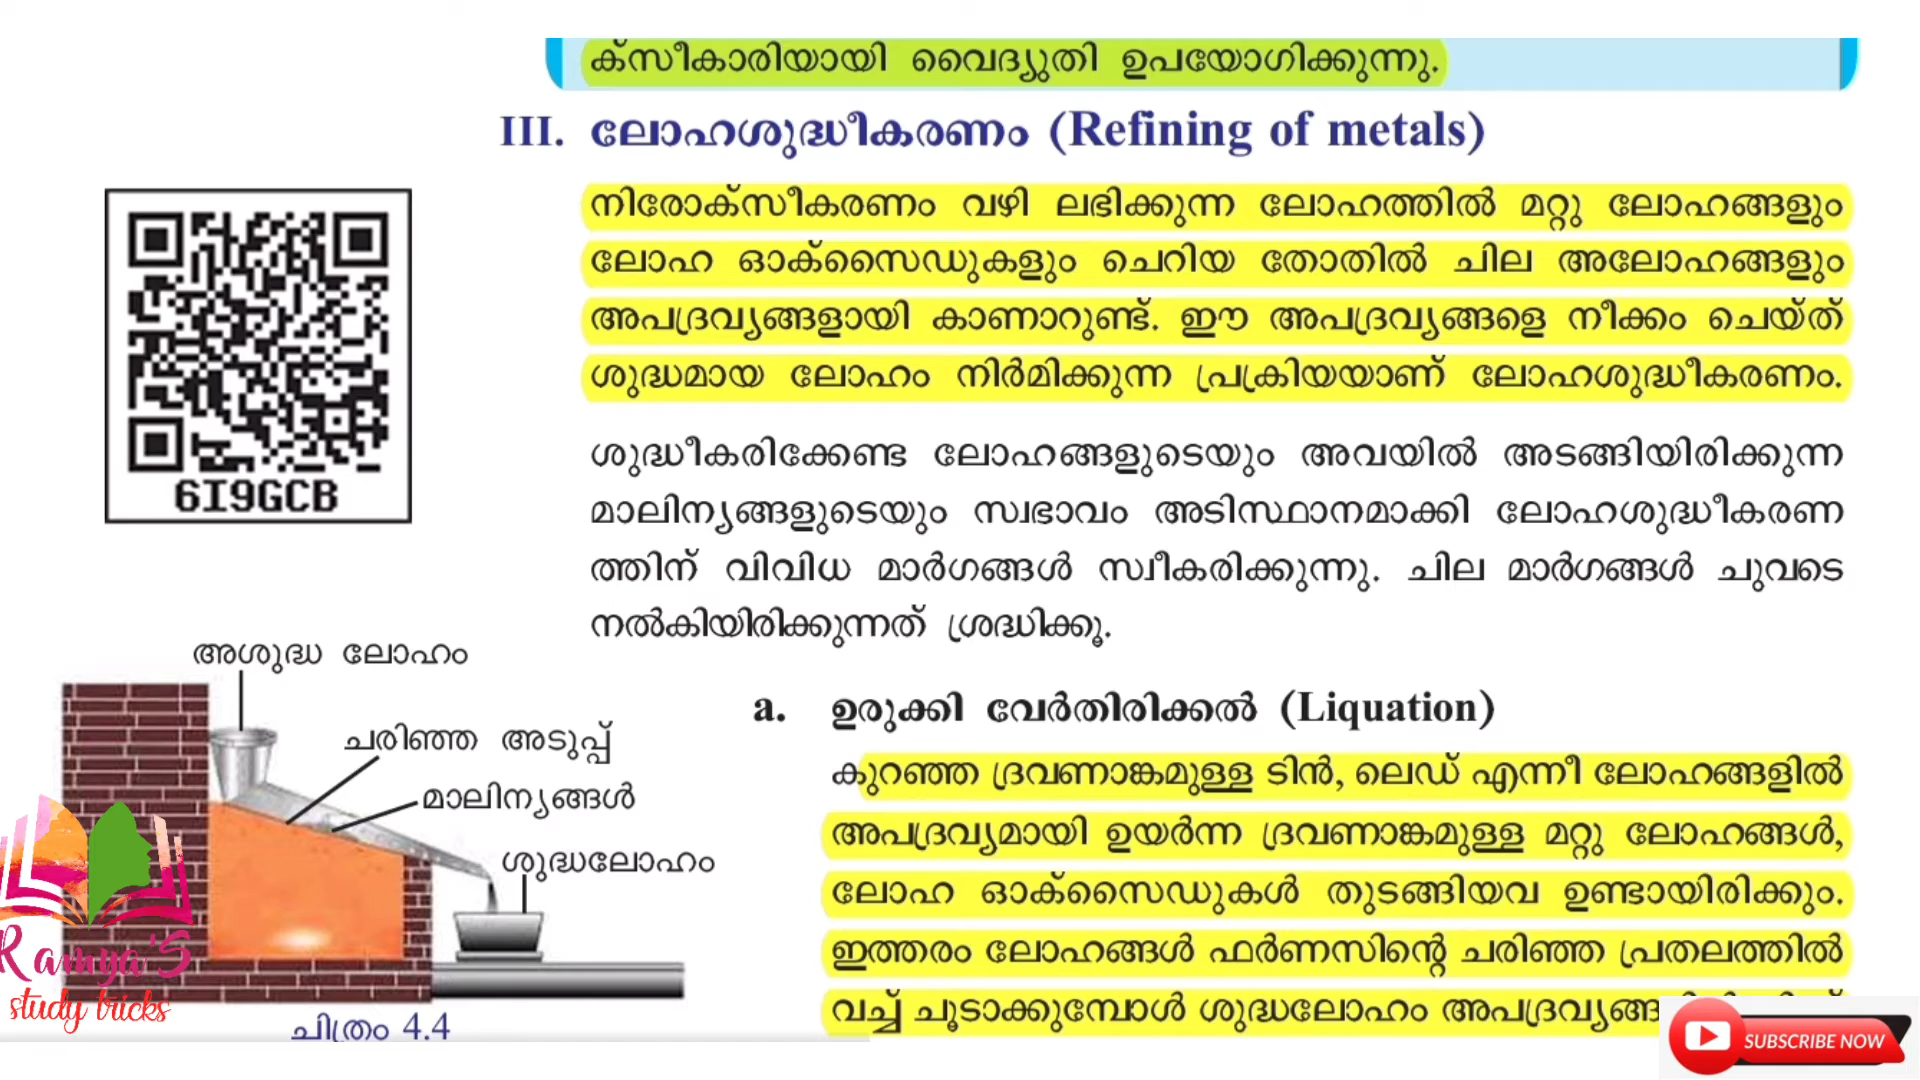 ക്സീകാരിയായി വൈദ്യുതി ഉപയോഗിക്കുന്നു.
III. ലോഹശുദ്ധീകരണം (Refining of metals)
നിരോക്സീകരണം വഴി ലഭിക്കുന്ന ലോഹത്തിൽ മറ്റു ലോഹങ്ങളും
ലോഹ ഓക്സൈഡുകളും ചെറിയ തോതിൽ ചില അലോഹങ്ങളും
അപദ്രവ്യങ്ങളായി കാണാറുണ്ട്. ഈ അപദ്രവ്യങ്ങളെ നീക്കം ചെയ്ത്
ശുദ്ധമായ ലോഹം നിർമിക്കുന്ന പ്രക്രിയയാണ് ലോഹശുദ്ധീകരണം.
6I9GCB
ശുദ്ധീകരിക്കേണ്ട ലോഹങ്ങളുടെയും അവയിൽ അടങ്ങിയിരിക്കുന്ന
മാലിന്യങ്ങളുടെയും സ്വഭാവം അടിസ്ഥാനമാക്കി ലോഹശുദ്ധീകരണ
ത്തിന് വിവിധ മാർഗങ്ങൾ സ്വീകരിക്കുന്നു. ചില മാർഗങ്ങൾ ചുവടെ
നൽകിയിരിക്കുന്നത് ശ്രദ്ധിക്കൂ.
അശുദ്ധ ലോഹം
ചരിഞ്ഞ അടുപ്പ്
മാലിന്യങ്ങൾ
ശുദ്ധലോഹം
ചിത്രം 4.4
a. ഉരുക്കി വേർതിരിക്കൽ (Liquation)
കുറഞ്ഞ ദ്രവണാങ്കമുള്ള ടിൻ, ലെഡ് എന്നീ ലോഹങ്ങളിൽ
അപദ്രവ്യമായി ഉയർന്ന ദ്രവണാങ്കമുള്ള മറ്റു ലോഹങ്ങൾ,
ലോഹ ഓക്സൈഡുകൾ തുടങ്ങിയവ ഉണ്ടായിരിക്കും.
ഇത്തരം ലോഹങ്ങൾ ഫർണസിന്റെ ചരിഞ്ഞ പ്രതലത്തിൽ
വച്ച് ചൂടാക്കുമ്പോൾ ശുദ്ധലോഹം
Ramya'S
study tricks
SUBSCRIBE NOW